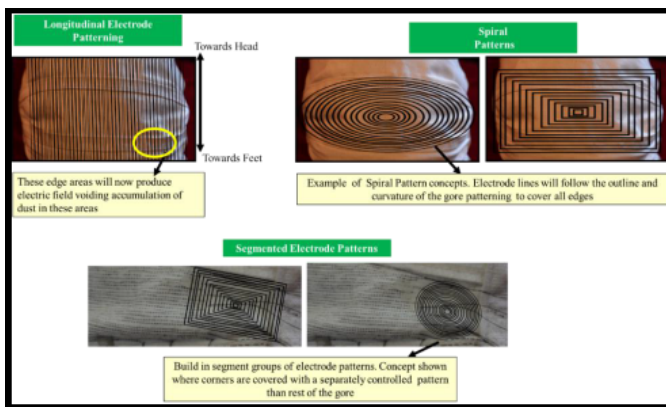 Longitudinal Electrode
Patterning
Towards Head
Towards Feet
These edge areas will now produce
electric field voiding accumulation of
dust in these areas
Spiral
Patterns
Example of Spiral Pattern concepts. Electrode lines will follow the outline and
curvature of the gore patterning to cover all edges
Segmented Electrode Patterns
Build in segment groups of electrode patterns. Concept shown
where corners are covered with a separately controlled pattern
than rest of the gore